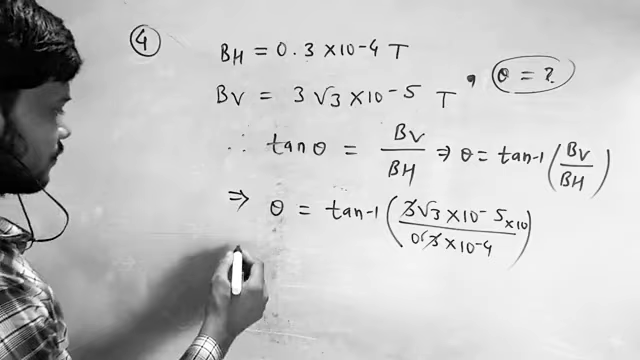 ④
BH = 0.3 × 10-4 T
BV = 3√3 × 10-5 T , θ = ?
∴ tan θ = BV/BH ⇒ θ = tan-1 (BV/BH)
⇒ θ = tan-1 (3√3 × 10-5 × 10 / 0.3 × 10-4)